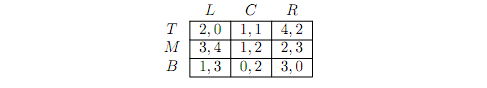 L C R
T 2, 0 1, 1 4, 2
M 3, 4 1, 2 2, 3
B 1, 3 0, 2 3, 0